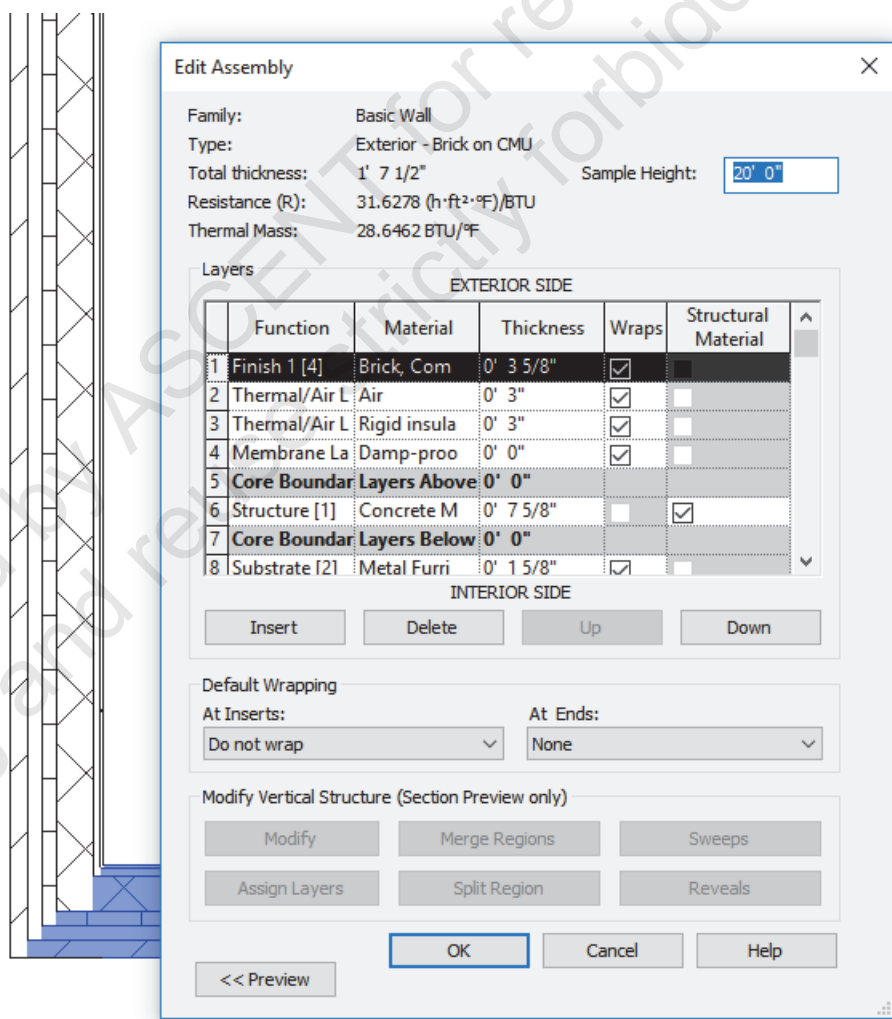 Edit Assembly
Family: Basic Wall
Type: Exterior - Brick on CMU
Total thickness: 1' 7 1/2" Sample Height: 20' 0"
Resistance (R): 31.6278 (h·ft²·°F)/BTU
Thermal Mass: 28.6462 BTU/°F
Layers
EXTERIOR SIDE
Function Material Thickness Wraps Structural Material
1 Finish 1 [4] Brick, Com 0' 3 5/8"
2 Thermal/Air L Air 0' 3"
3 Thermal/Air L Rigid insula 0' 3"
4 Membrane La Damp-proo 0' 0"
5 Core Boundar Layers Above 0' 0"
6 Structure [1] Concrete M 0' 7 5/8"
7 Core Boundar Layers Below 0' 0"
8 Substrate [2] Metal Furri 0' 1 5/8"
INTERIOR SIDE
Insert Delete Up Down
Default Wrapping
At Inserts: At Ends:
Do not wrap None
Modify Vertical Structure (Section Preview only)
Modify Merge Regions Sweeps
Assign Layers Split Region Reveals
OK Cancel Help
<< Preview
by ASCENT for
and reuse strictly forbid